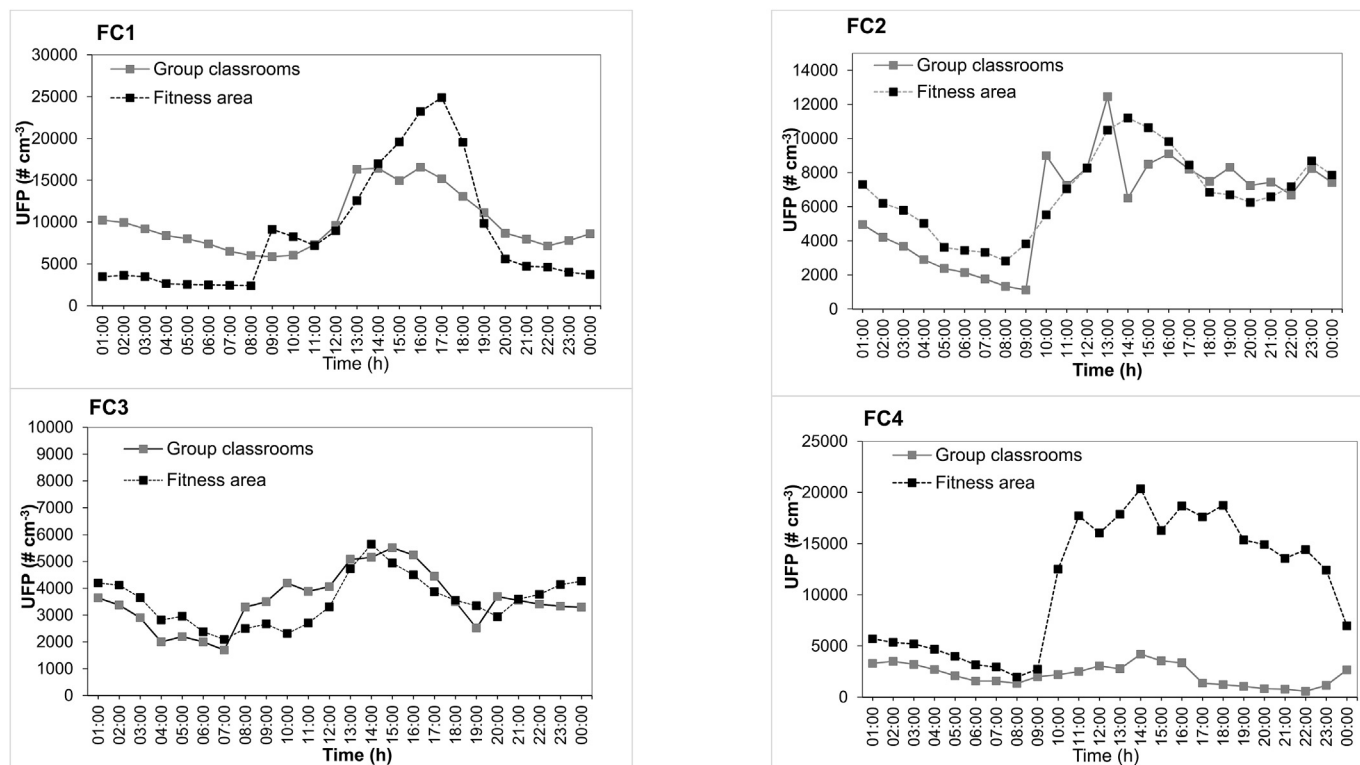 FC1
30000
25000
20000
15000
10000
5000
0
UFP (# cm-3)
Group classrooms
Fitness area
01:00 02:00 03:00 04:00 05:00 06:00 07:00 08:00 09:00 10:00 11:00 12:00 13:00 14:00 15:00 16:00 17:00 18:00 19:00 20:00 21:00 22:00 23:00 00:00
Time (h)
FC2
14000
12000
10000
8000
6000
4000
2000
0
UFP (# cm-3)
Group classrooms
Fitness area
01:00 02:00 03:00 04:00 05:00 06:00 07:00 08:00 09:00 10:00 11:00 12:00 13:00 14:00 15:00 16:00 17:00 18:00 19:00 20:00 21:00 22:00 23:00 00:00
Time (h)
FC3
10000
9000
8000
7000
6000
5000
4000
3000
2000
1000
0
UFP (# cm-3)
Group classrooms
Fitness area
01:00 02:00 03:00 04:00 05:00 06:00 07:00 08:00 09:00 10:00 11:00 12:00 13:00 14:00 15:00 16:00 17:00 18:00 19:00 20:00 21:00 22:00 23:00 00:00
Time (h)
FC4
25000
20000
15000
10000
5000
0
UFP (# cm-3)
Group classrooms
Fitness area
01:00 02:00 03:00 04:00 05:00 06:00 07:00 08:00 09:00 10:00 11:00 12:00 13:00 14:00 15:00 16:00 17:00 18:00 19:00 20:00 21:00 22:00 23:00 00:00
Time (h)